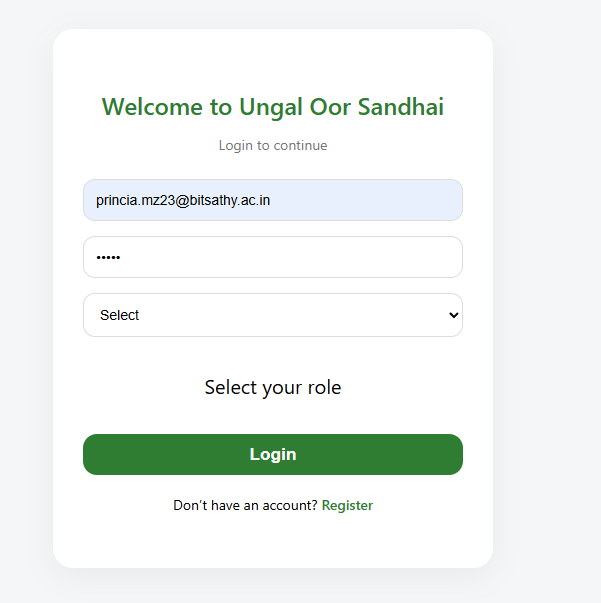 Welcome to Ungal Oor Sandhai
Login to continue
princia.mz23@bitsathy.ac.in
•••••
Select
Select your role
Login
Don't have an account? Register